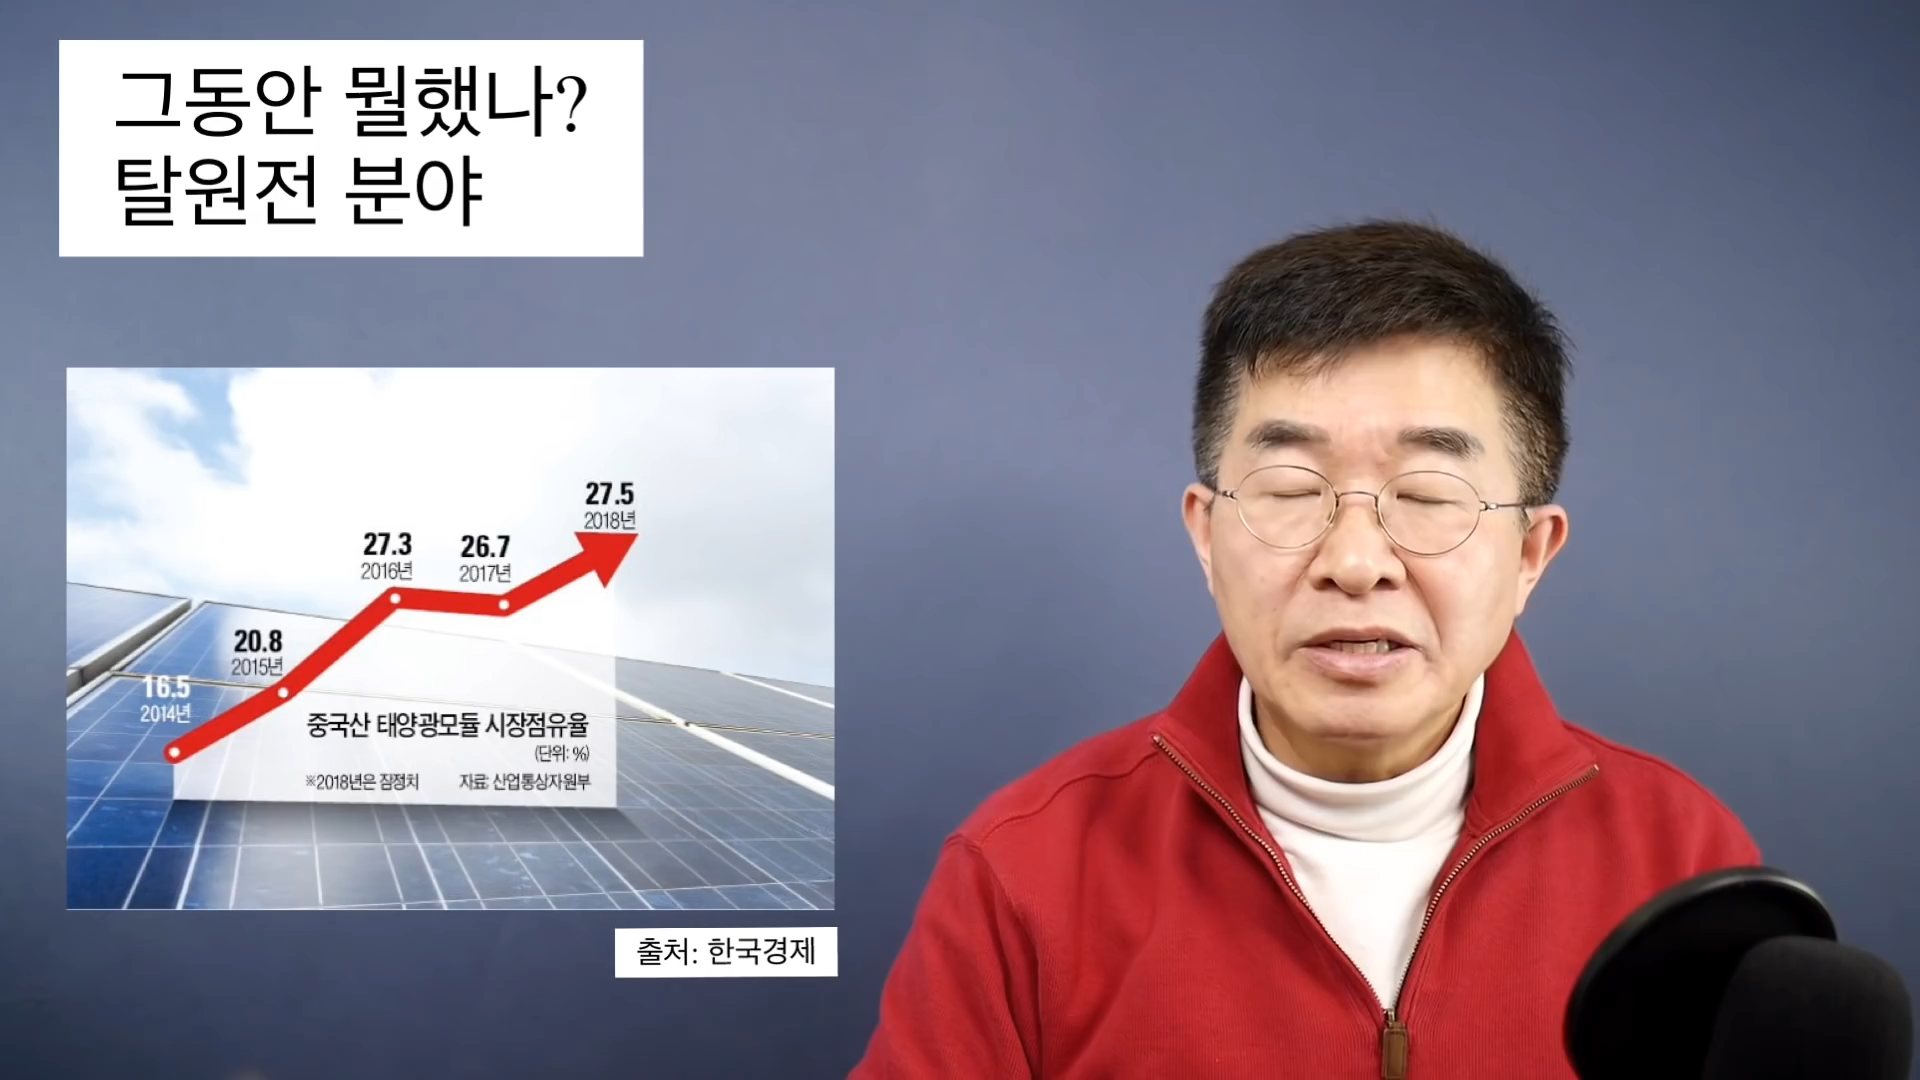 그동안 뭘했나?
탈원전 분야
27.5
2018년
27.3
2016년
26.7
2017년
20.8
2015년
16.5
2014년
중국산 태양광모듈 시장점유율
(단위: %)
※2018년은 잠정치 자료: 산업통상자원부
출처: 한국경제